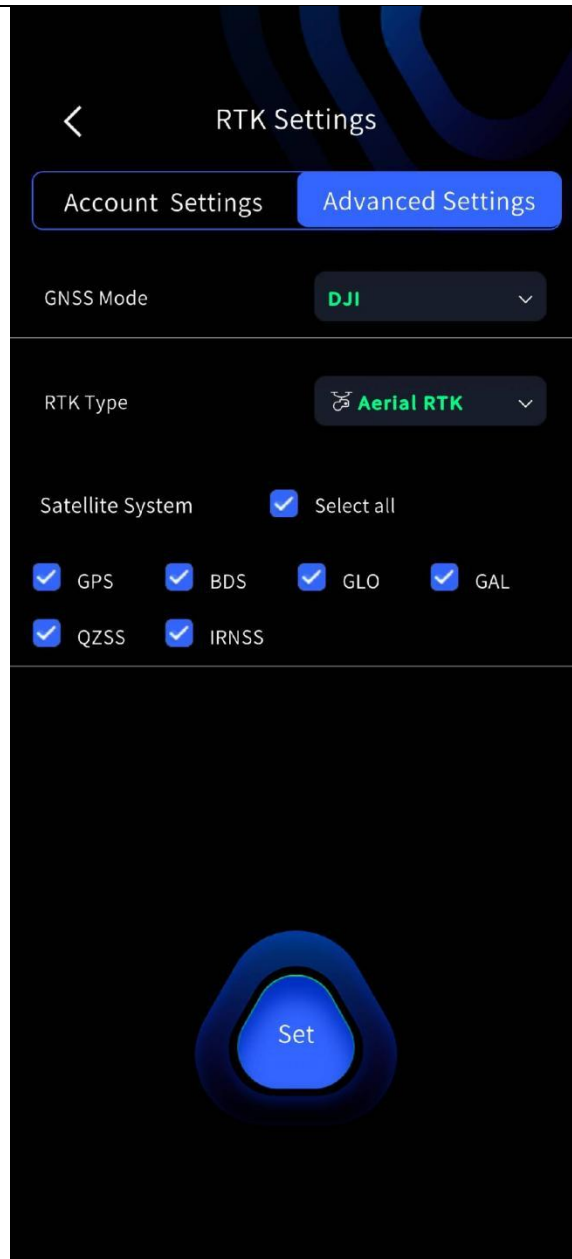 RTK Settings
Account Settings Advanced Settings
GNSS Mode DJI
RTK Type Aerial RTK
Satellite System Select all
GPS BDS GLO GAL
QZSS IRNSS
Set